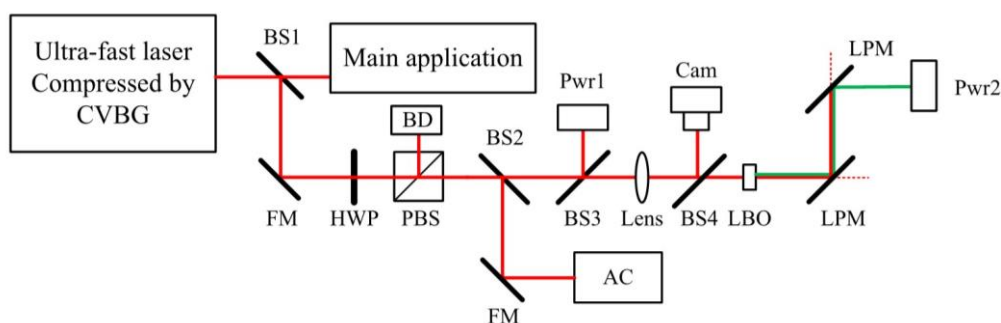 Ultra-fast laser
Compressed by
CVBG
BS1
Main application
BD
FM
HWP
PBS
BS2
Pwr1
BS3
Lens
Cam
BS4
LBO
LPM
LPM
Pwr2
FM
AC